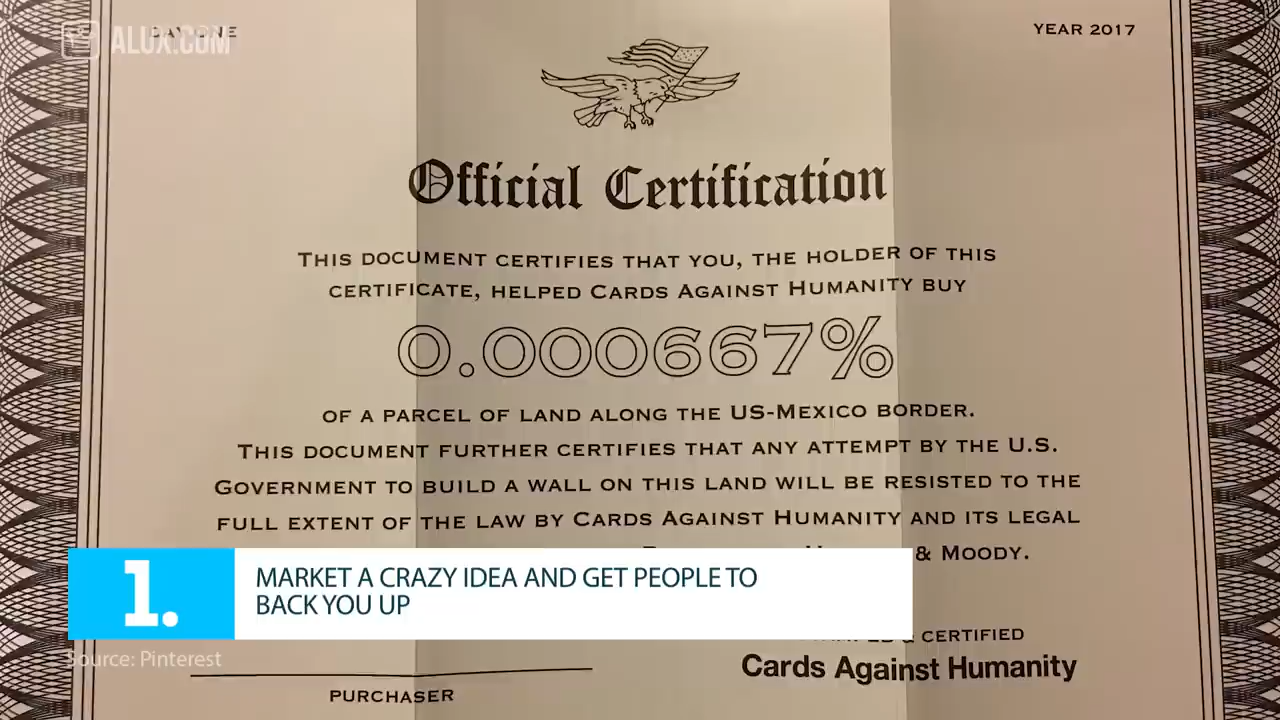 DAY ONE
ALUX.COM
YEAR 2017
Official Certification
THIS DOCUMENT CERTIFIES THAT YOU, THE HOLDER OF THIS
CERTIFICATE, HELPED CARDS AGAINST HUMANITY BUY
0.000667%
OF A PARCEL OF LAND ALONG THE US-MEXICO BORDER.
THIS DOCUMENT FURTHER CERTIFIES THAT ANY ATTEMPT BY THE U.S.
GOVERNMENT TO BUILD A WALL ON THIS LAND WILL BE RESISTED TO THE
FULL EXTENT OF THE LAW BY CARDS AGAINST HUMANITY AND ITS LEGAL
& MOODY.
1.
MARKET A CRAZY IDEA AND GET PEOPLE TO
BACK YOU UP
& CERTIFIED
Source: Pinterest
Cards Against Humanity
PURCHASER